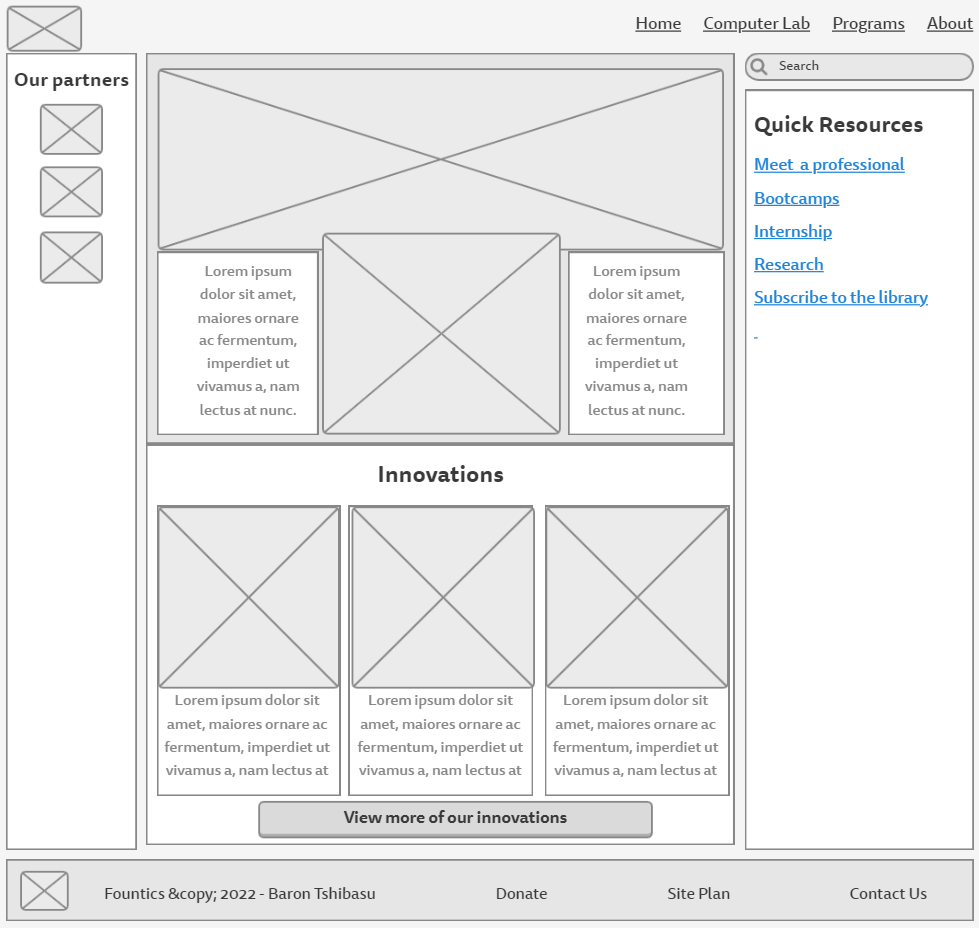 Home Computer Lab Programs About
Our partners
Search
Quick Resources
Meet  a professional
Bootcamps
Internship
Research
Subscribe to the library
Lorem ipsum
dolor sit amet,
maiores ornare
ac fermentum,
imperdiet ut
vivamus a, nam
lectus at nunc.
Lorem ipsum
dolor sit amet,
maiores ornare
ac fermentum,
imperdiet ut
vivamus a, nam
lectus at nunc.
Innovations
Lorem ipsum dolor sit
amet, maiores ornare ac
fermentum, imperdiet ut
vivamus a, nam lectus at
Lorem ipsum dolor sit
amet, maiores ornare ac
fermentum, imperdiet ut
vivamus a, nam lectus at
Lorem ipsum dolor sit
amet, maiores ornare ac
fermentum, imperdiet ut
vivamus a, nam lectus at
View more of our innovations
Fountics &copy; 2022 - Baron Tshibasu Donate Site Plan Contact Us